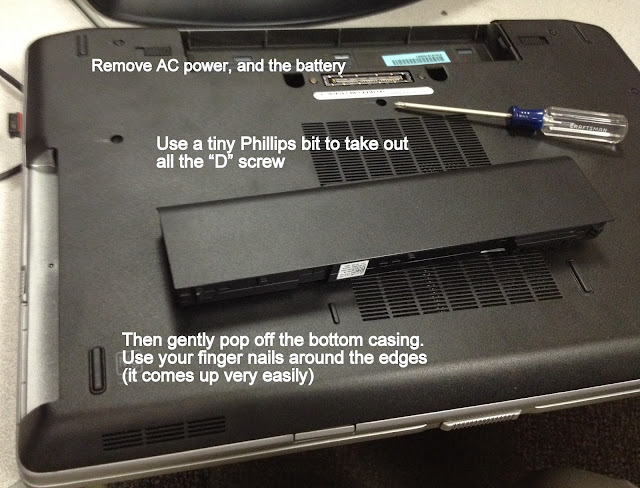 Remove AC power, and the battery
CRAFTSMAN
Use a tiny Phillips bit to take out
all the “D” screw
Then gently pop off the bottom casing.
Use your finger nails around the edges
(it comes up very easily)